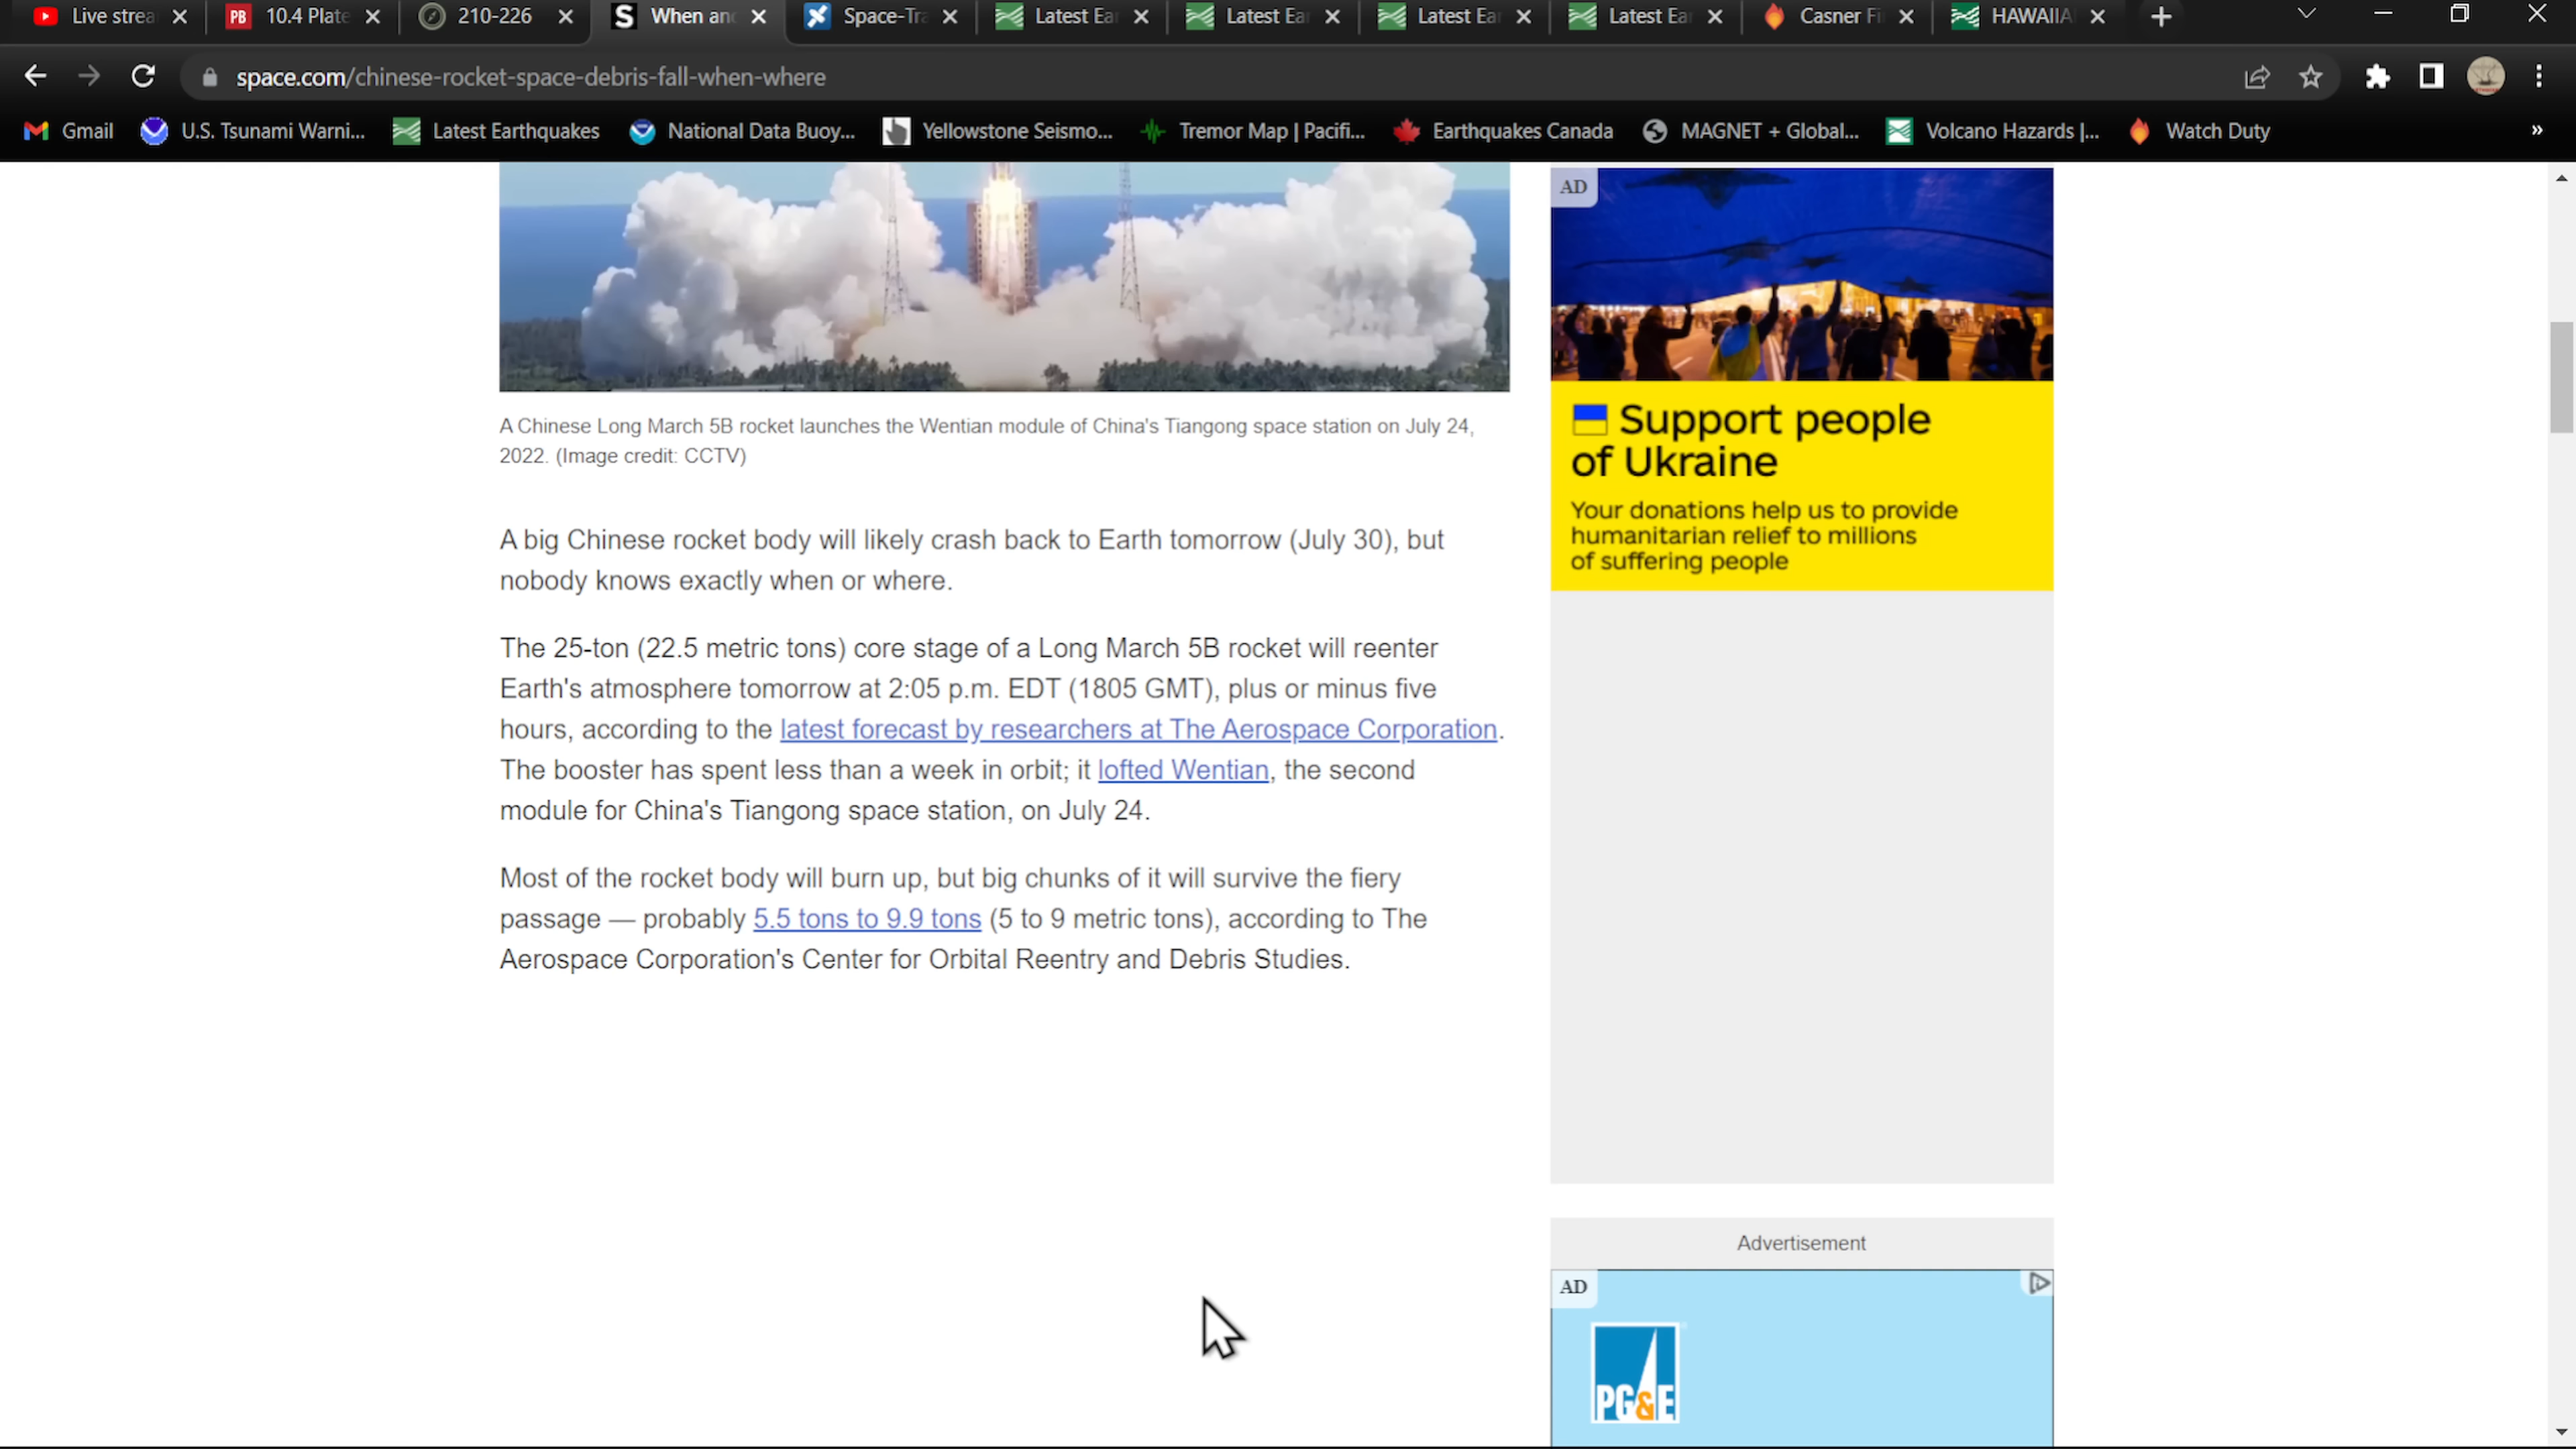 Live strea
PB 10.4 Plate
210-226
S When an
Space-Tra
Latest Ear
Latest Ear
Latest Ear
Latest Ear
Casner Fi
HAWAIIA
space.com/chinese-rocket-space-debris-fall-when-where
Gmail
U.S. Tsunami Warni...
Latest Earthquakes
National Data Buoy...
Yellowstone Seismo...
Tremor Map | Pacifi...
Earthquakes Canada
MAGNET + Global...
Volcano Hazards |...
Watch Duty
»
A Chinese Long March 5B rocket launches the Wentian module of China's Tiangong space station on July 24,
2022. (Image credit: CCTV)
A big Chinese rocket body will likely crash back to Earth tomorrow (July 30), but
nobody knows exactly when or where.
The 25-ton (22.5 metric tons) core stage of a Long March 5B rocket will reenter
Earth's atmosphere tomorrow at 2:05 p.m. EDT (1805 GMT), plus or minus five
hours, according to the latest forecast by researchers at The Aerospace Corporation.
The booster has spent less than a week in orbit; it lofted Wentian, the second
module for China's Tiangong space station, on July 24.
Most of the rocket body will burn up, but big chunks of it will survive the fiery
passage — probably 5.5 tons to 9.9 tons (5 to 9 metric tons), according to The
Aerospace Corporation's Center for Orbital Reentry and Debris Studies.
AD
Support people
of Ukraine
Your donations help us to provide
humanitarian relief to millions
of suffering people
Advertisement
AD
PG&E